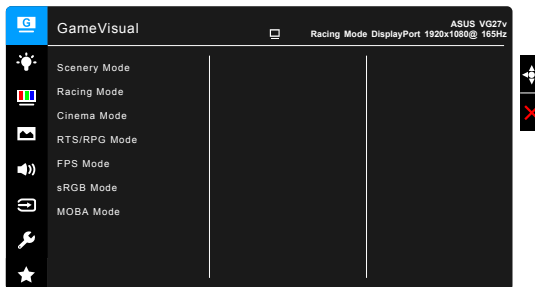 G
GameVisual
ASUS VG27v
Racing Mode DisplayPort 1920x1080@ 165Hz
Scenery Mode
Racing Mode
Cinema Mode
RTS/RPG Mode
FPS Mode
sRGB Mode
MOBA Mode